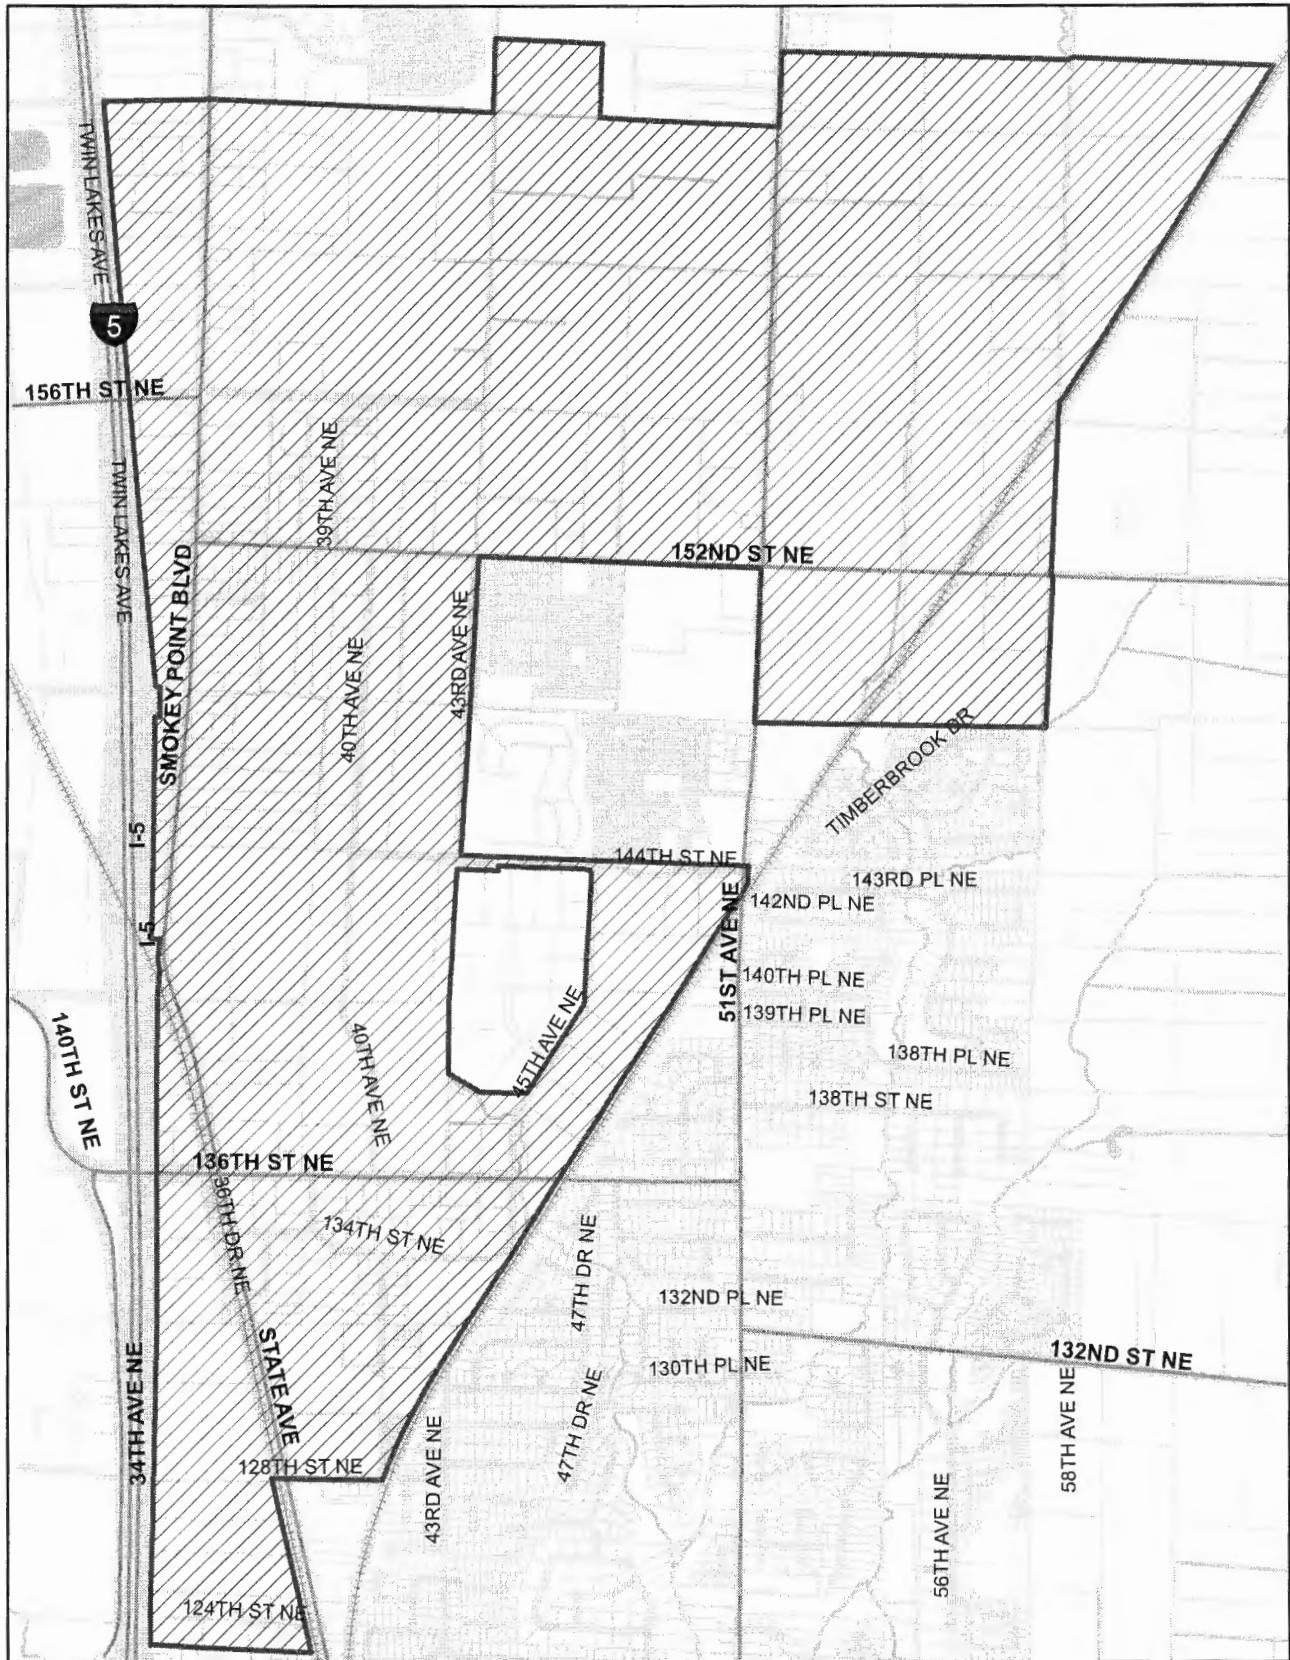 TWIN LAKES AVE
5
156TH ST NE
39TH AVE NE
TWIN LAKES AVE
152ND ST NE
SMOKEY POINT BLVD
43RD AVE NE
40TH AVE NE
TIMBERBROOK DR
I-5
144TH ST NE
143RD PL NE
142ND PL NE
I-5
51ST AVE NE
140TH PL NE
45TH AVE NE
139TH PL NE
140TH ST NE
40TH AVE NE
138TH PL NE
138TH ST NE
136TH ST NE
36TH DR NE
134TH ST NE
47TH DR NE
132ND PL NE
STATE AVE
132ND ST NE
130TH PL NE
34TH AVE NE
47TH DR NE
58TH AVE NE
128TH ST NE
43RD AVE NE
56TH AVE NE
124TH ST NE